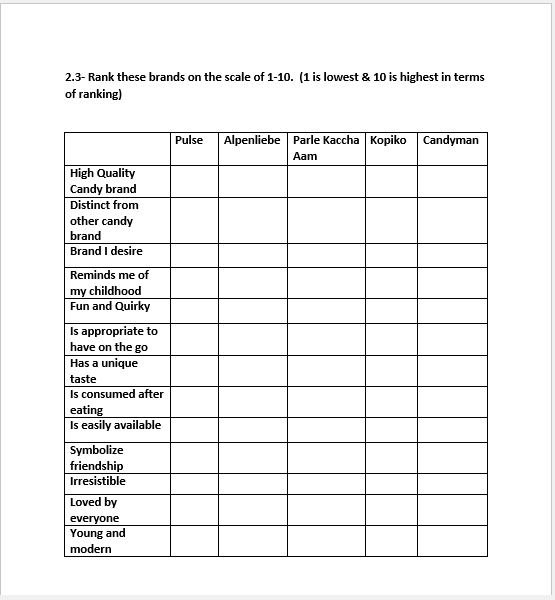 2.3- Rank these brands on the scale of 1-10.  (1 is lowest & 10 is highest in terms
of ranking)
Pulse Alpenliebe Parle Kaccha Kopiko Candyman
Aam
High Quality
Candy brand
Distinct from
other candy
brand
Brand I desire
Reminds me of
my childhood
Fun and Quirky
Is appropriate to
have on the go
Has a unique
taste
Is consumed after
eating
Is easily available
Symbolize
friendship
Irresistible
Loved by
everyone
Young and
modern